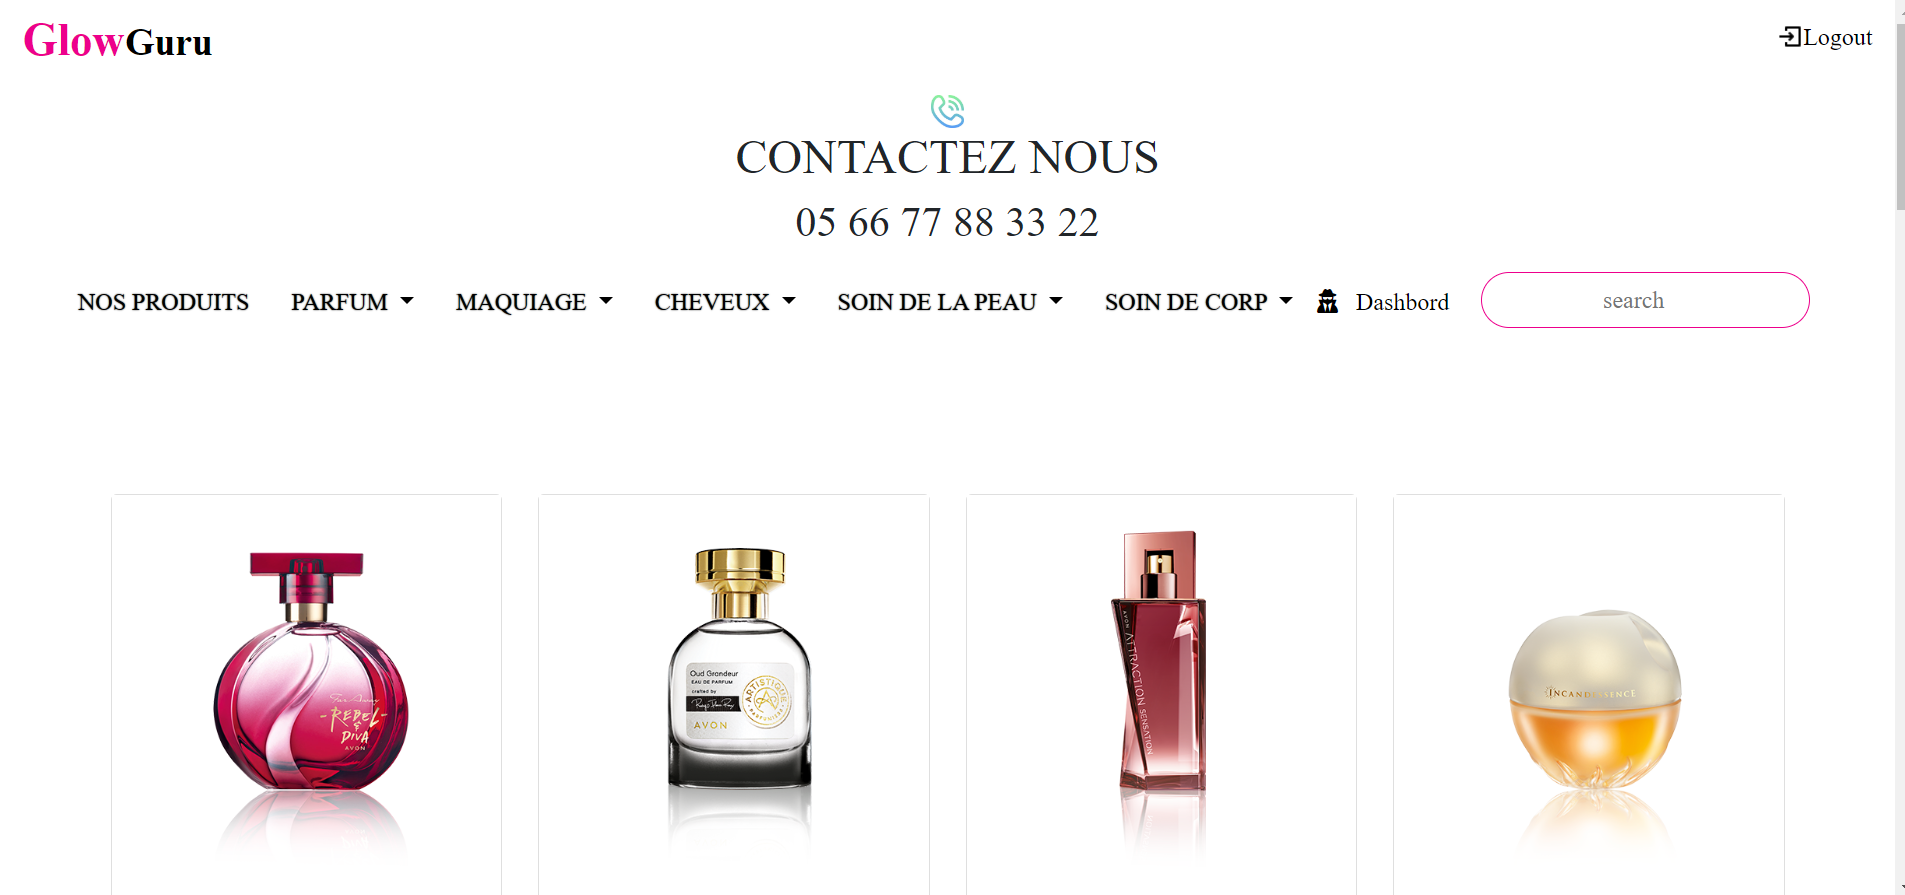 GlowGuru
Logout
CONTACTEZ NOUS
05 66 77 88 33 22
NOS PRODUITS PARFUM MAQUIAGE CHEVEUX SOIN DE LA PEAU SOIN DE CORP Dashbord search
Far Away
-REBEL-
&
DIVA
AVON
Oud Grandeur
EAU DE PARFUM
crafted by
AVON
ARTISTIQUE
PARFUMIERS
AVON
ATTRACTION SENSATION
INCANDESSENCE